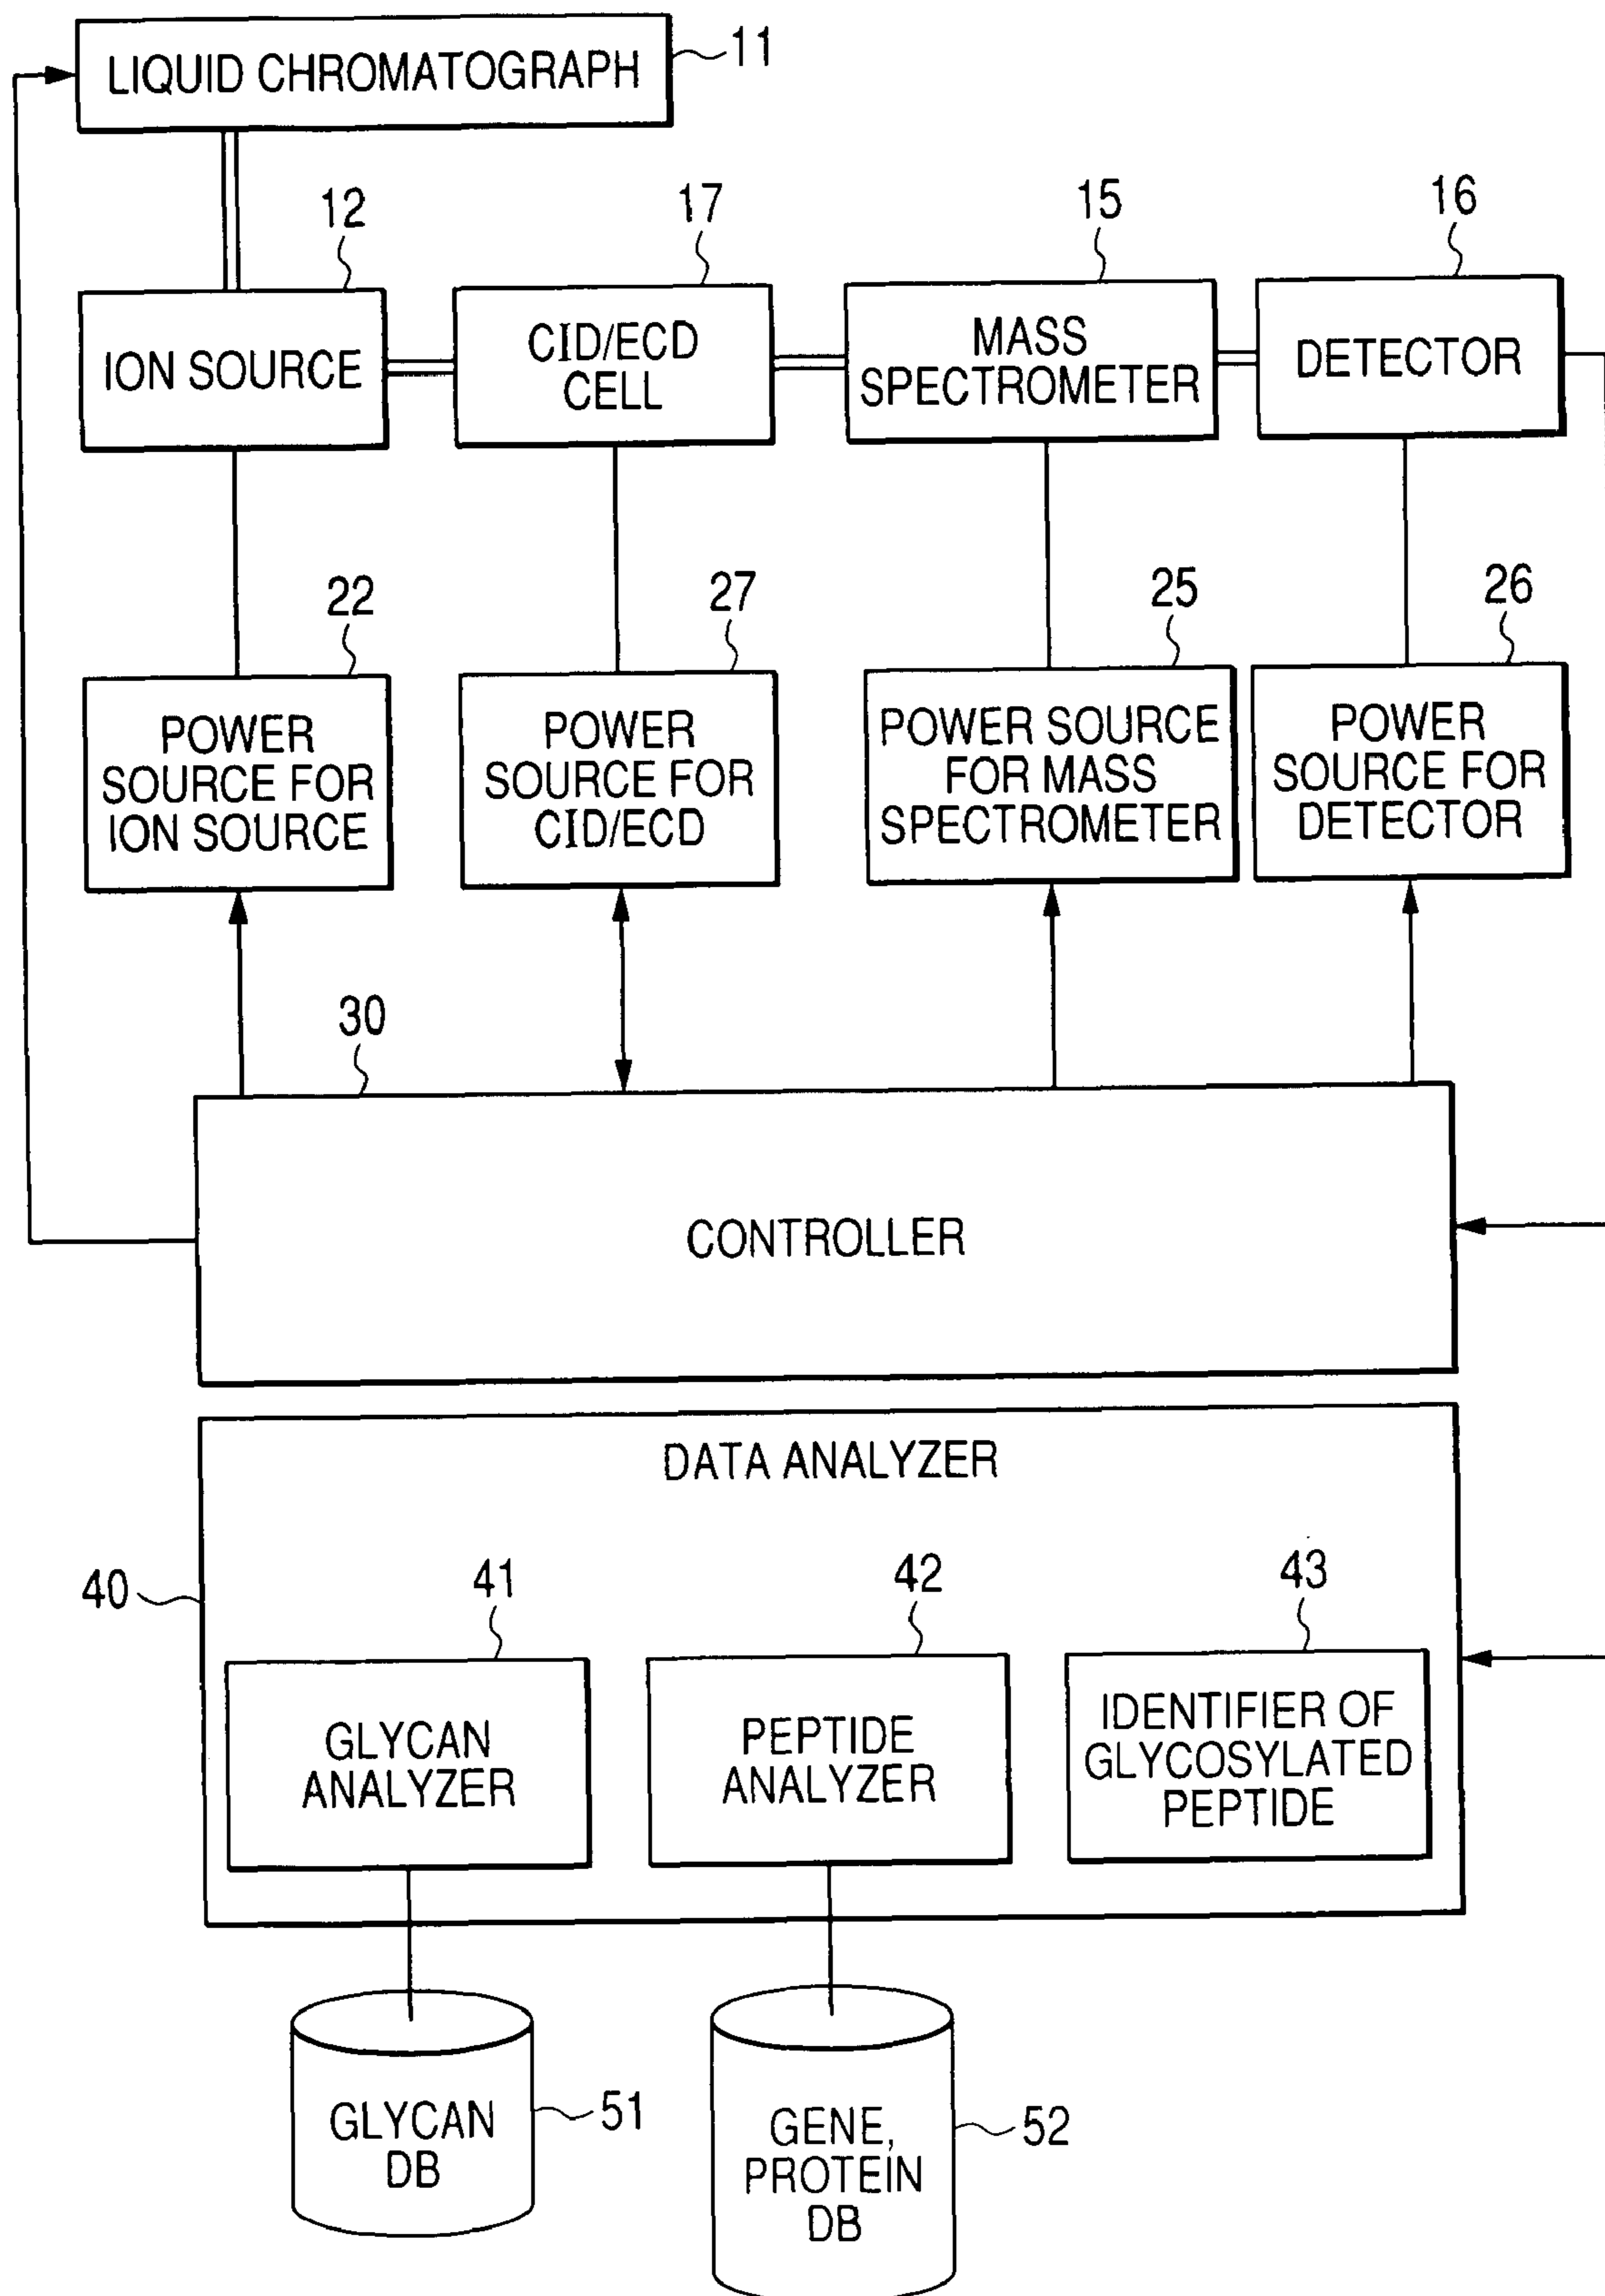 LIQUID CHROMATOGRAPH
11
12
17
15
16
ION SOURCE
CID/ECD
CELL
MASS
SPECTROMETER
DETECTOR
22
27
25
26
POWER
SOURCE FOR
ION SOURCE
POWER
SOURCE FOR
CID/ECD
POWER SOURCE
FOR MASS
SPECTROMETER
POWER
SOURCE FOR
DETECTOR
30
CONTROLLER
DATA ANALYZER
40
41
42
43
GLYCAN
ANALYZER
PEPTIDE
ANALYZER
IDENTIFIER OF
GLYCOSYLATED
PEPTIDE
GLYCAN
DB
51
GENE,
PROTEIN
DB
52